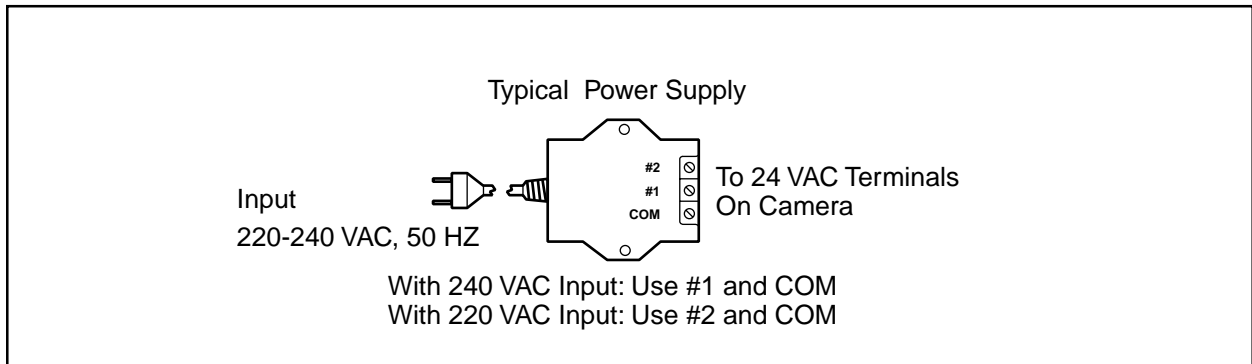 Typical Power Supply
#2
#1
COM
To 24 VAC Terminals
On Camera
Input
220-240 VAC, 50 HZ
With 240 VAC Input: Use #1 and COM
With 220 VAC Input: Use #2 and COM